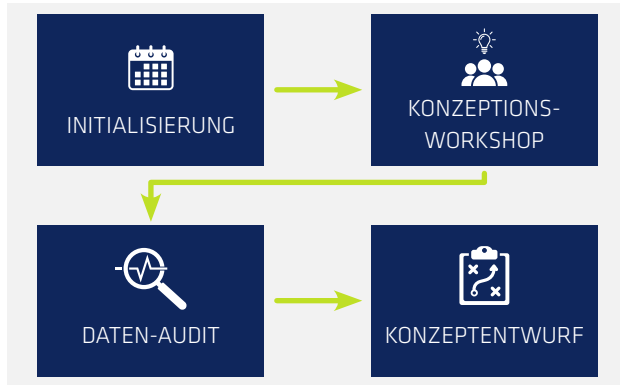 INITIALISIERUNG
KONZEPTIONS-
WORKSHOP
DATEN-AUDIT
KONZEPTENTWURF